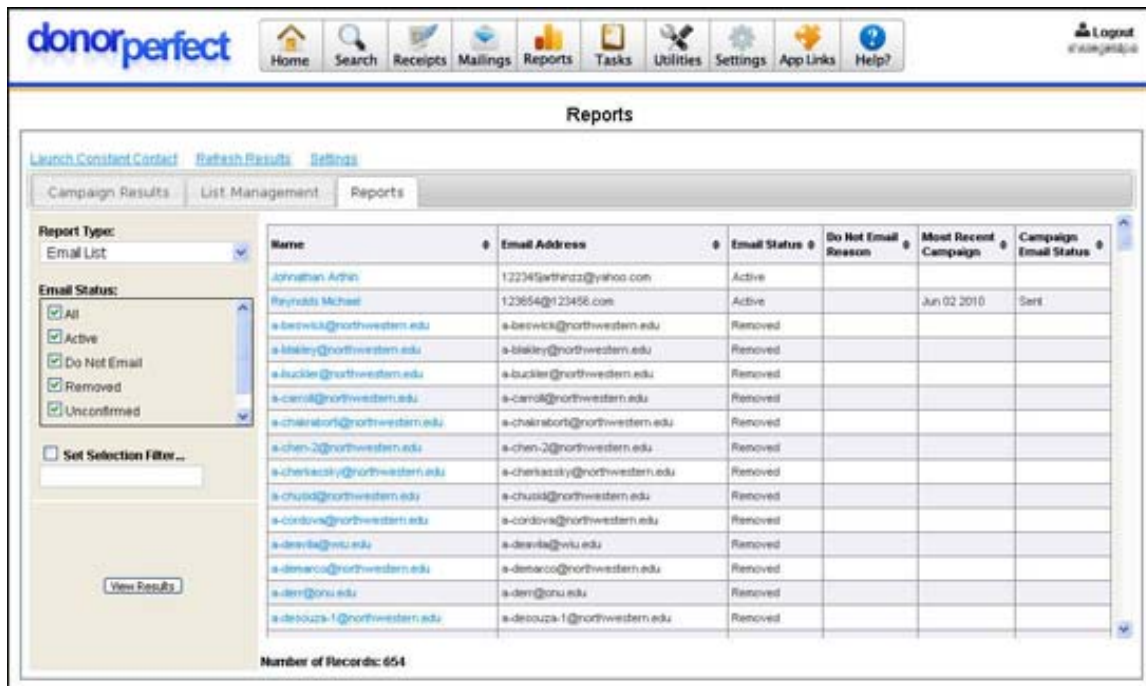 donorperfect
Home Search Receipts Mailings Reports Tasks Utilities Settings App Links Help?
Logout
Reports
Launch Constant Contact Refresh Results Settings
Campaign Results List Management Reports
Report Type:
Email List
Email Status:
All
Active
Do Not Email
Removed
Unconfirmed
Set Selection Filter...
View Results
Name Email Address Email Status Do Not Email Reason Most Recent Campaign Campaign Email Status
Johnathan Arthin Active
Reynolds Michael 123654@123456.com Active Jun 02 2010 Sent
a-beswick@northwestern.edu a-beswick@northwestern.edu Removed
a-blakley@northwestern.edu a-blakley@northwestern.edu Removed
a-buckler@northwestern.edu a-buckler@northwestern.edu Removed
a-carroll@northwestern.edu a-carroll@northwestern.edu Removed
a-chakraborti@northwestern.edu a-chakraborti@northwestern.edu Removed
a-chen-2@northwestern.edu a-chen-2@northwestern.edu Removed
a-cherkassky@northwestern.edu a-cherkassky@northwestern.edu Removed
a-chusid@northwestern.edu a-chusid@northwestern.edu Removed
a-cordova@northwestern.edu a-cordova@northwestern.edu Removed
a-deavila@wiu.edu a-deavila@wiu.edu Removed
a-demarco@northwestern.edu a-demarco@northwestern.edu Removed
a-derr@onu.edu a-derr@onu.edu Removed
a-desouza-1@northwestern.edu a-desouza-1@northwestern.edu Removed
Number of Records: 654